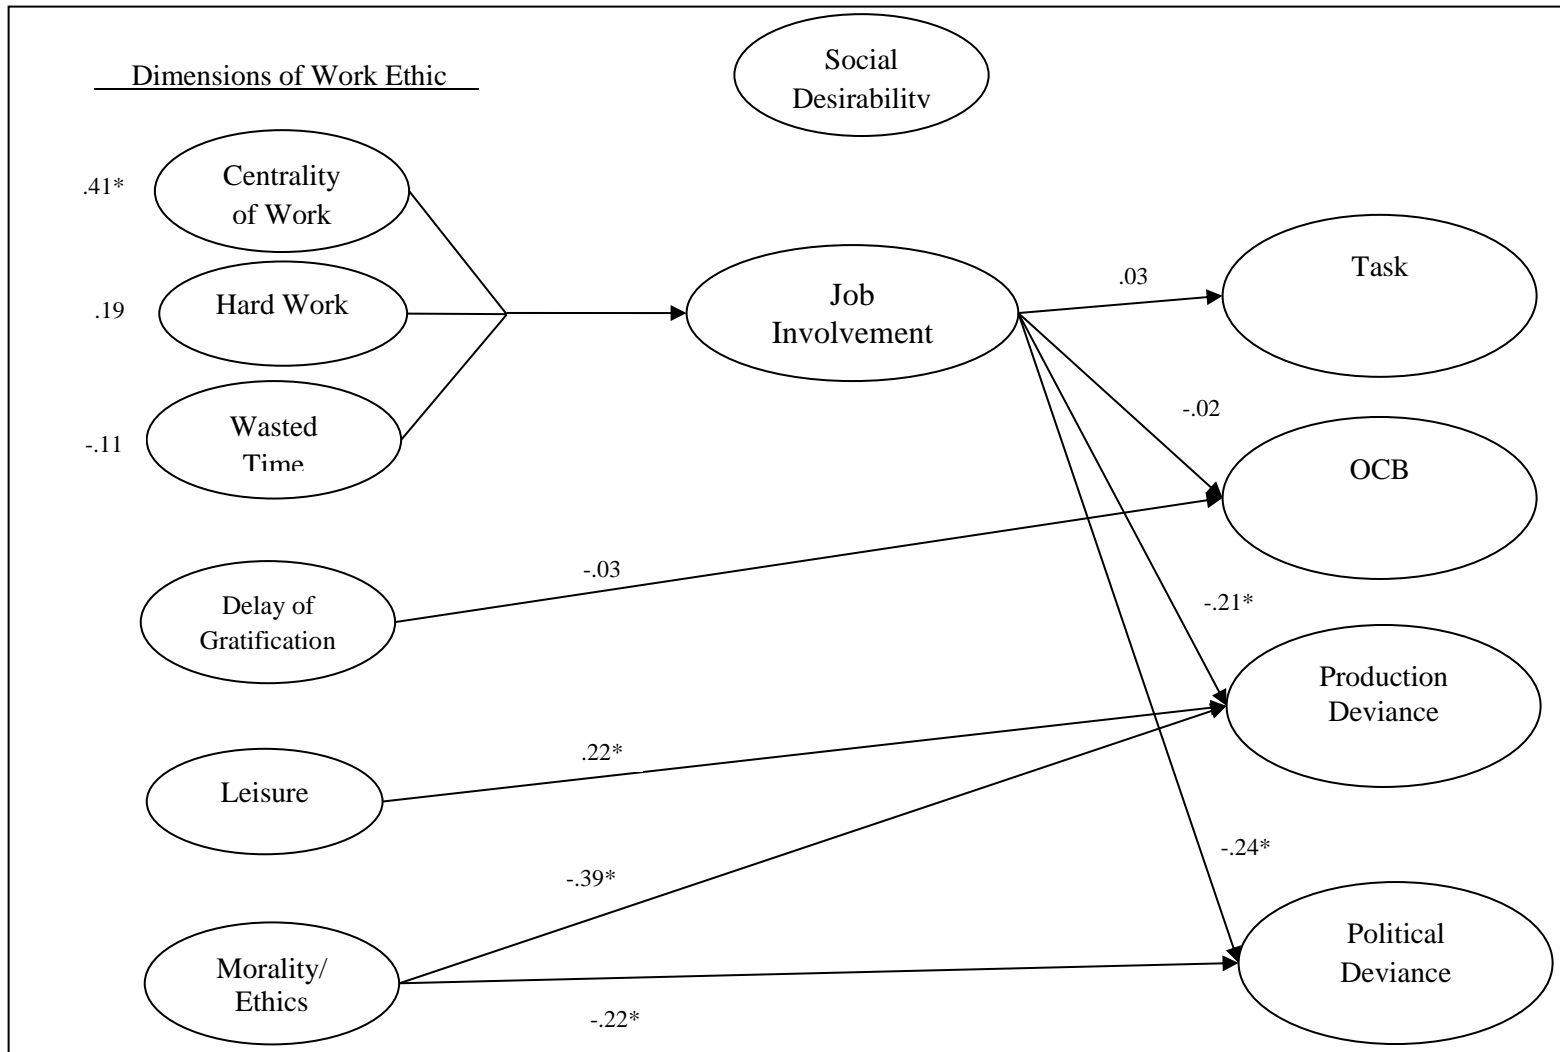 Dimensions of Work Ethic
Social
Desirability
.41*
Centrality
of Work
.19
Hard Work
-.11
Wasted
Time
Job
Involvement
.03
Task
-.02
OCB
Delay of
Gratification
-.03
-.21*
Production
Deviance
Leisure
.22*
-.24*
-.39*
Morality/
Ethics
-.22*
Political
Deviance